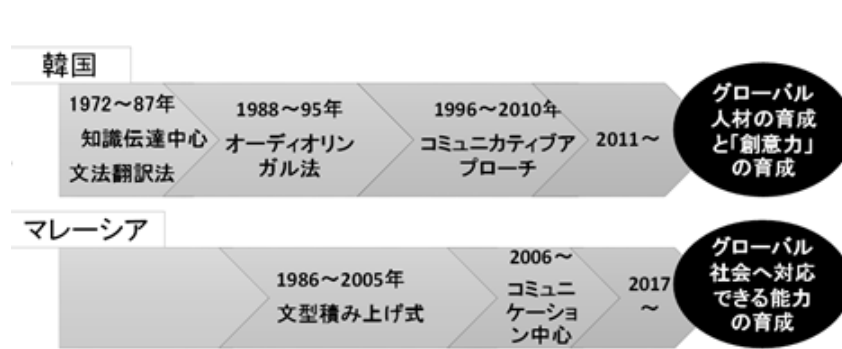 韓国
1972～87年
知識伝達中心
文法翻訳法
1988～95年
オーディオリン
ガル法
1996～2010年
コミュニカティブア
プローチ
2011～
グローバル
人材の育成
と「創意力」
の育成
マレーシア
1986～2005年
文型積み上げ式
2006～
コミュニ
ケーショ
ン中心
2017
～
グローバル
社会へ対応
できる能力
の育成